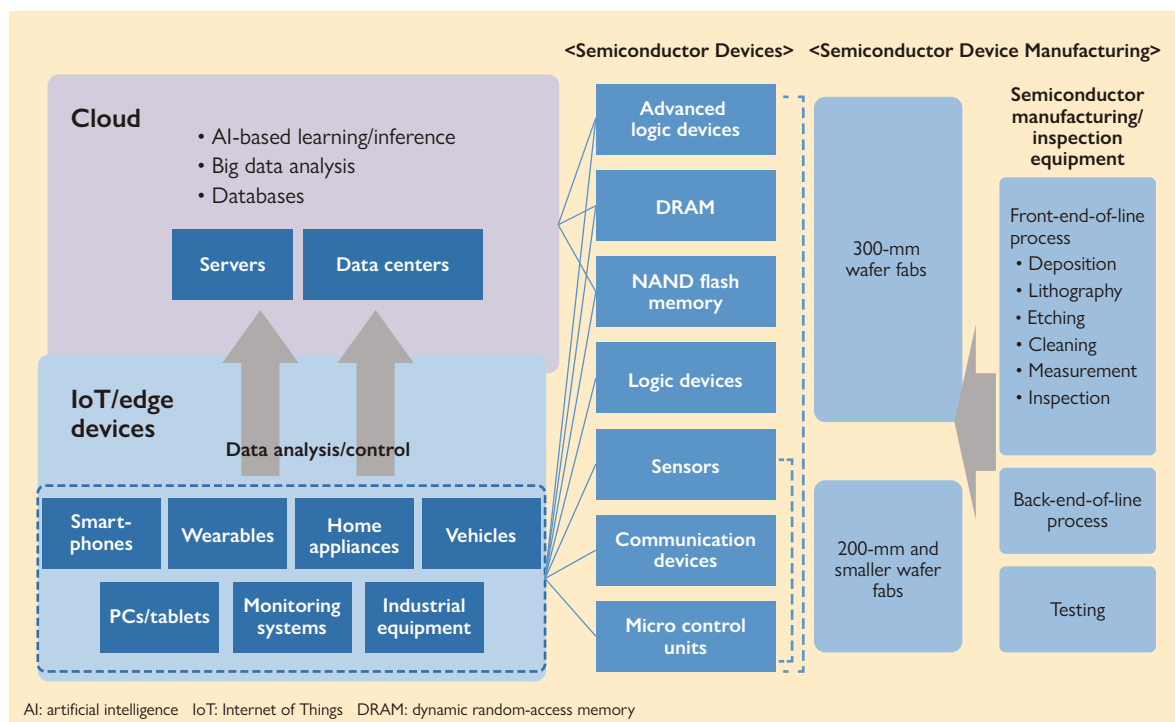 <Semiconductor Devices>
<Semiconductor Device Manufacturing>
Cloud
• AI-based learning/inference
• Big data analysis
• Databases
Servers
Data centers
IoT/edge
devices
Data analysis/control
Smart-
phones
Wearables
Home
appliances
Vehicles
PCs/tablets
Monitoring
systems
Industrial
equipment
Advanced
logic devices
DRAM
NAND flash
memory
Logic devices
Sensors
Communication
devices
Micro control
units
300-mm
wafer fabs
200-mm and
smaller wafer
fabs
Semiconductor
manufacturing/
inspection
equipment
Front-end-of-line
process
• Deposition
• Lithography
• Etching
• Cleaning
• Measurement
• Inspection
Back-end-of-line
process
Testing
AI: artificial intelligence IoT: Internet of Things DRAM: dynamic random-access memory